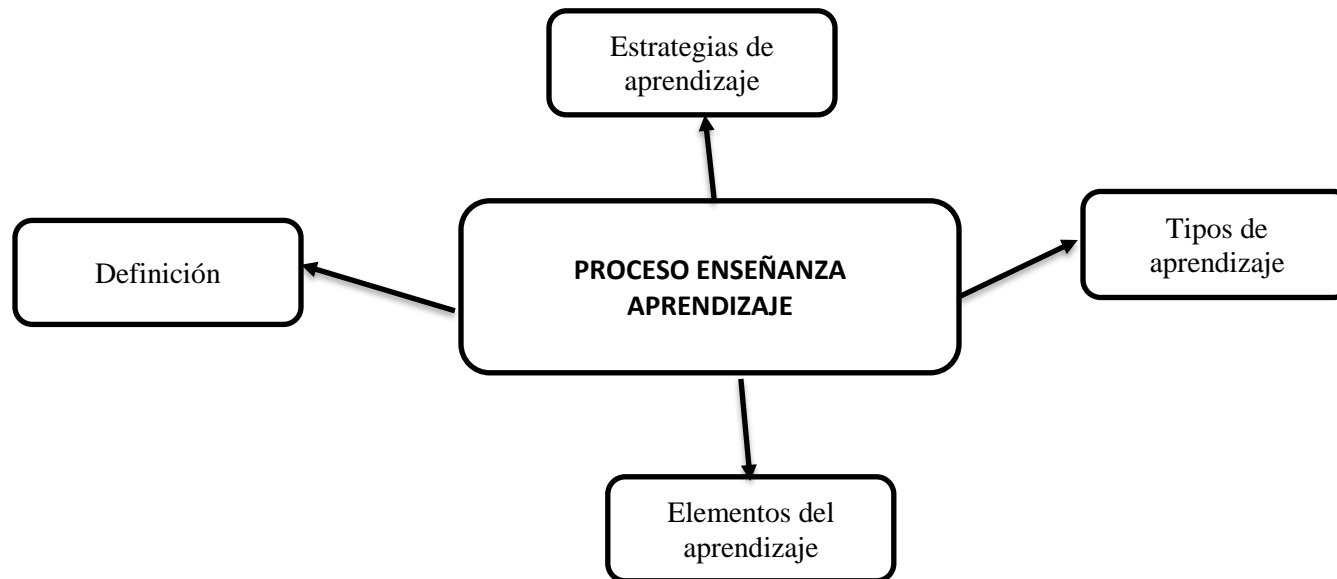 Estrategias de
aprendizaje
Definición
PROCESO ENSEÑANZA
APRENDIZAJE
Tipos de
aprendizaje
Elementos del
aprendizaje